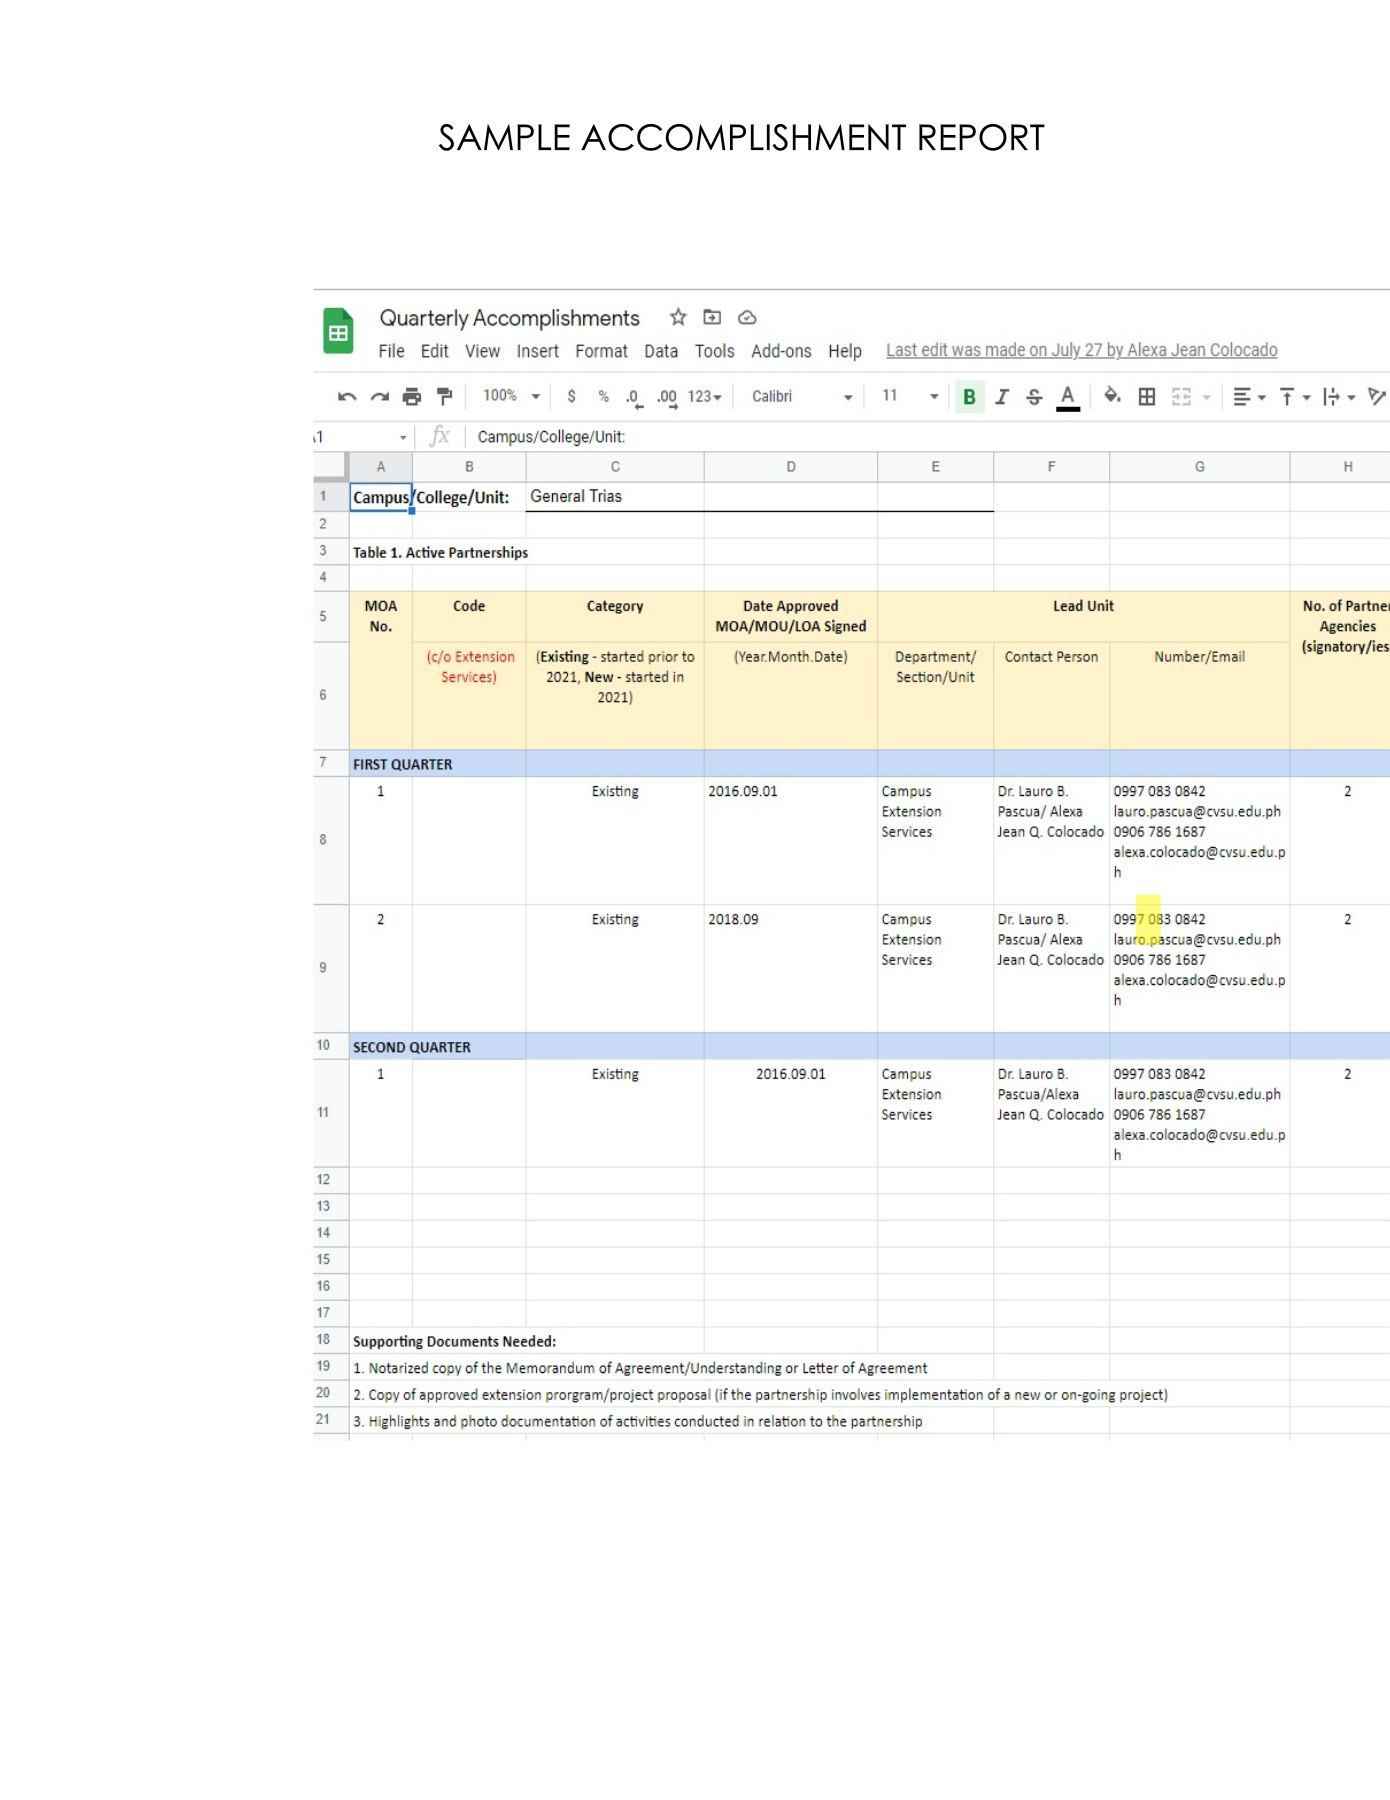 SAMPLE ACCOMPLISHMENT REPORT
Quarterly Accomplishments
File Edit View Insert Format Data Tools Add-ons Help Last edit was made on July 27 by Alexa Jean Colocado
100% $ % .0 .00 123 Calibri 11 B I S A
1 fx Campus/College/Unit:
A B C D E F G H
1 Campus/College/Unit: General Trias
2
3 Table 1. Active Partnerships
4
5 MOA Code Category Date Approved Lead Unit No. of Partner
No. MOA/MOU/LOA Signed Agencies
(signatory/ies
6 (c/o Extension (Existing - started prior to (Year.Month.Date) Department/ Contact Person Number/Email
Services) 2021, New - started in Section/Unit
2021)
7 FIRST QUARTER
8 1 Existing 2016.09.01 Campus Dr. Lauro B. 0997 083 0842 2
Extension Pascua/ Alexa lauro.pascua@cvsu.edu.ph
Services Jean Q. Colocado 0906 786 1687
alexa.colocado@cvsu.edu.p
h
9 2 Existing 2018.09 Campus Dr. Lauro B. 0997 083 0842 2
Extension Pascua/ Alexa lauro.pascua@cvsu.edu.ph
Services Jean Q. Colocado 0906 786 1687
alexa.colocado@cvsu.edu.p
h
10 SECOND QUARTER
11 1 Existing 2016.09.01 Campus Dr. Lauro B. 0997 083 0842 2
Extension Pascua/Alexa lauro.pascua@cvsu.edu.ph
Services Jean Q. Colocado 0906 786 1687
alexa.colocado@cvsu.edu.p
h
12
13
14
15
16
17
18 Supporting Documents Needed:
19 1. Notarized copy of the Memorandum of Agreement/Understanding or Letter of Agreement
20 2. Copy of approved extension prorgram/project proposal (if the partnership involves implementation of a new or on-going project)
21 3. Highlights and photo documentation of activities conducted in relation to the partnership